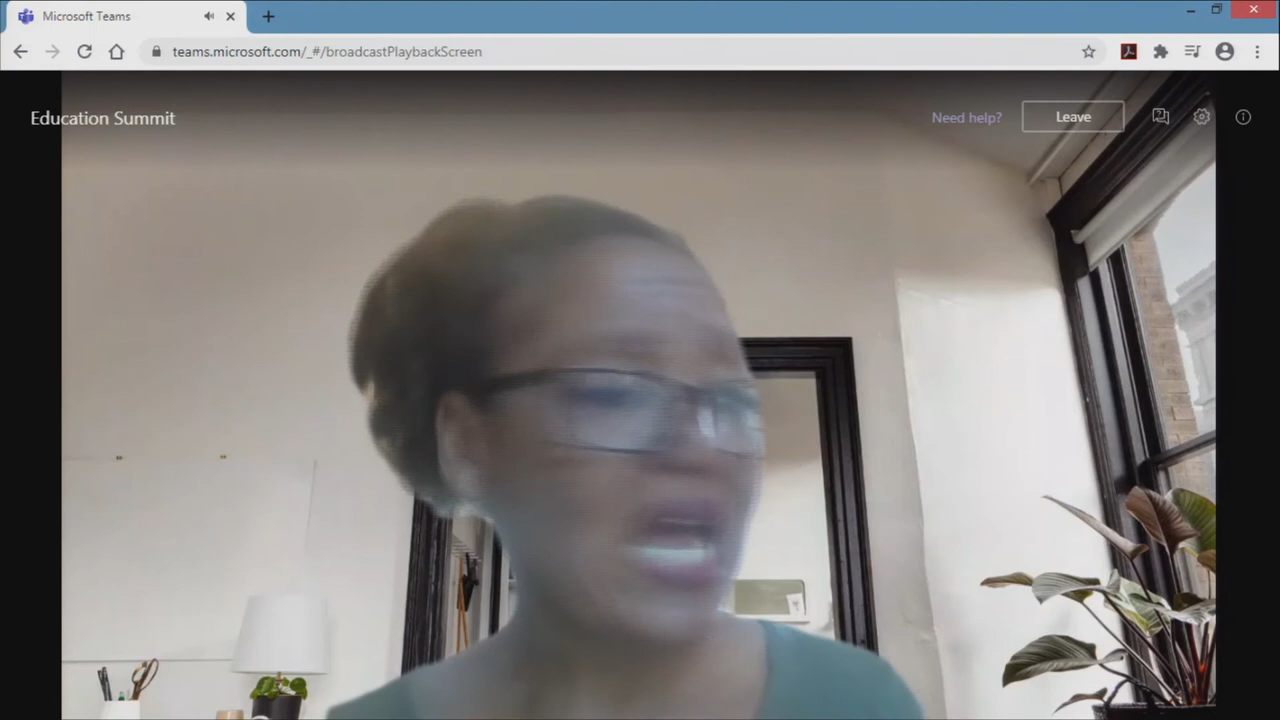 Microsoft Teams
teams.microsoft.com/_#/broadcastPlaybackScreen
Education Summit
Need help?
Leave